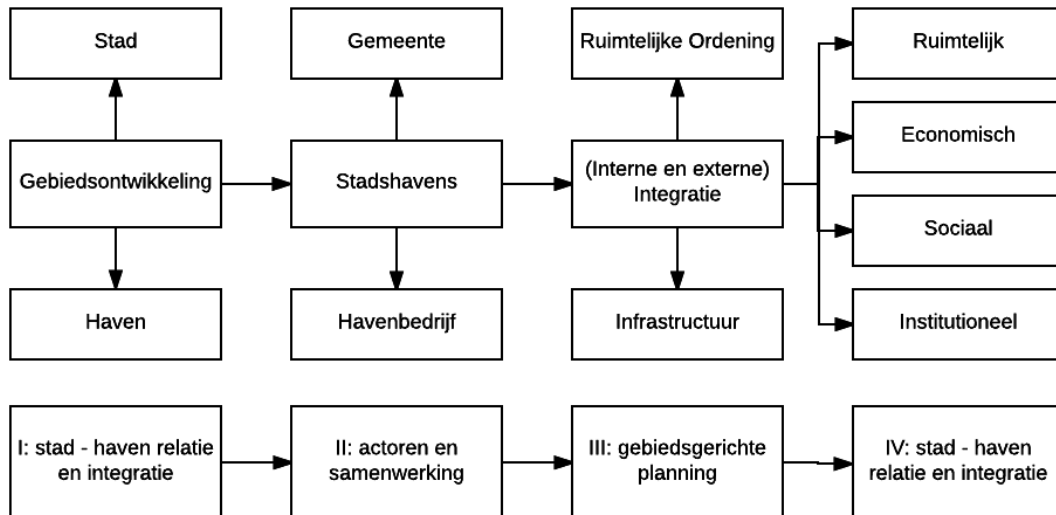 Stad
Gemeente
Ruimtelijke Ordening
Ruimtelijk
Economisch
Gebiedsontwikkeling
Stadshavens
(Interne en externe)
Integratie
Sociaal
Haven
Havenbedrijf
Infrastructuur
Institutioneel
I: stad - haven relatie
en integratie
II: actoren en
samenwerking
III: gebiedsgerichte
planning
IV: stad - haven
relatie en integratie